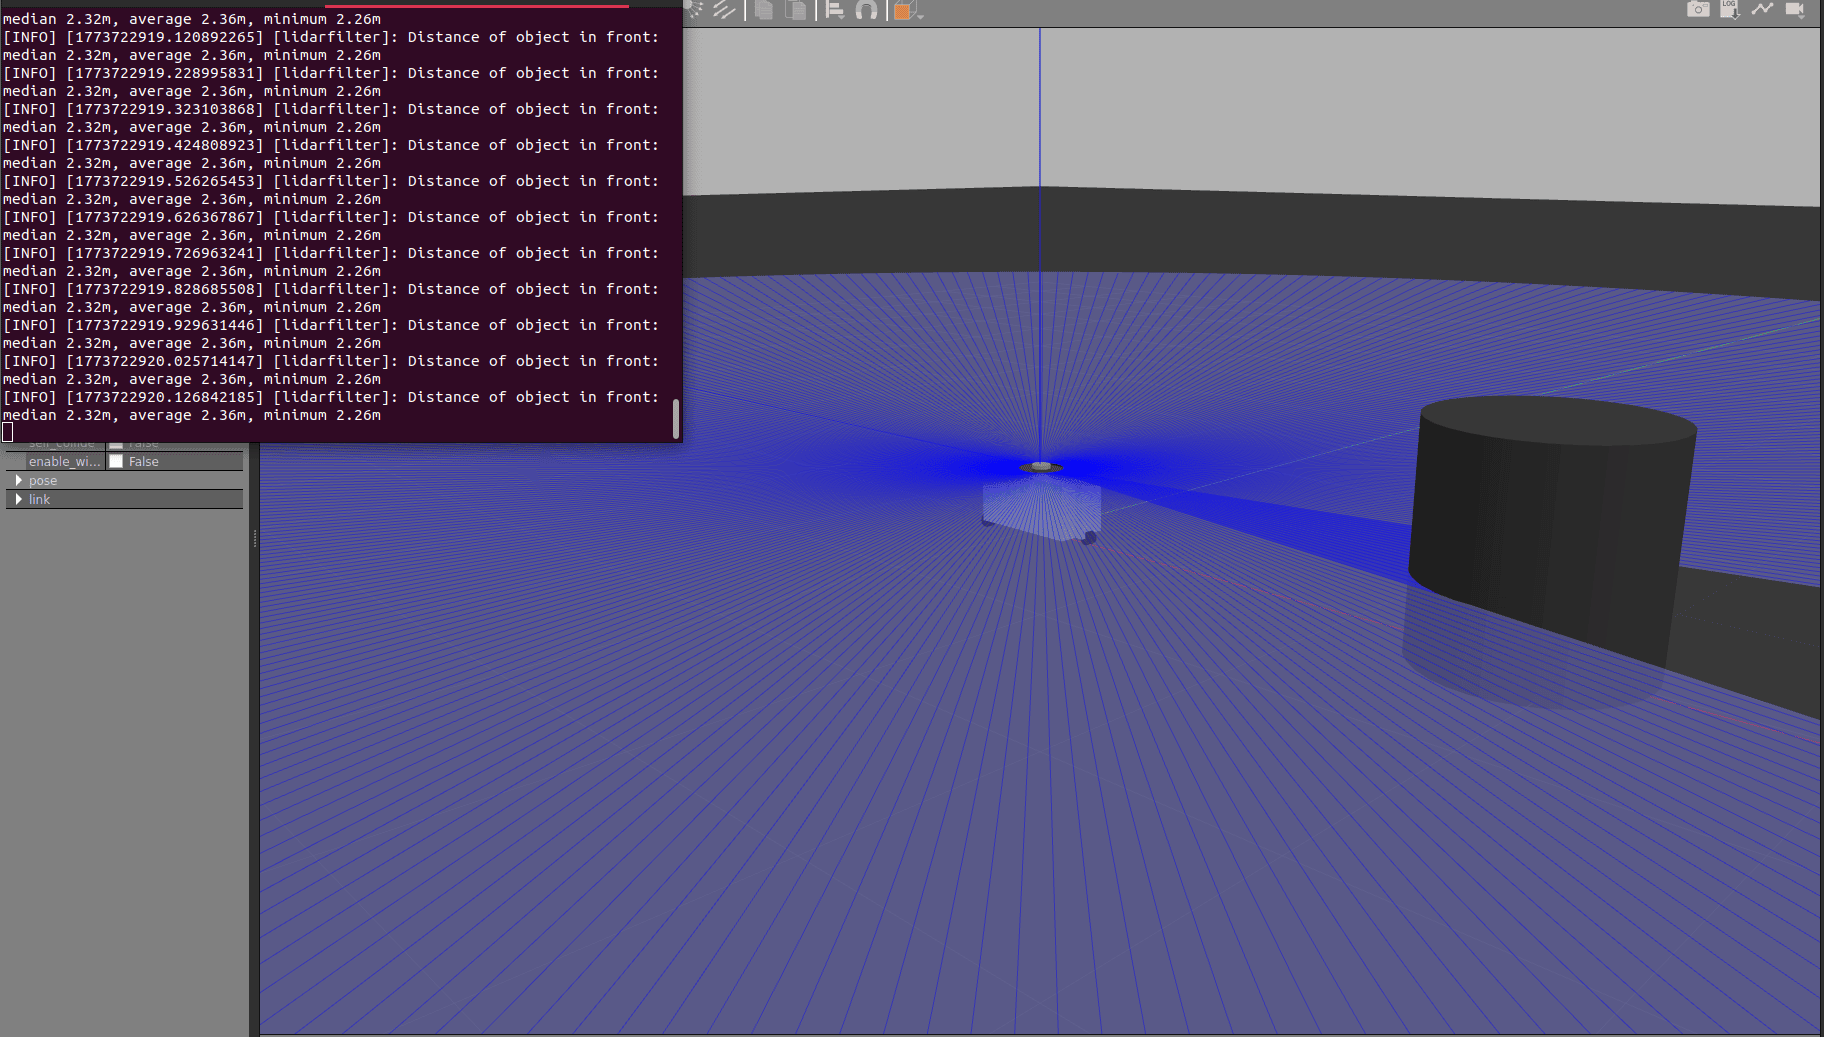 median 2.32m, average 2.36m, minimum 2.26m
[INFO] [1773722919.120892265] [lidarfilter]: Distance of object in front:
median 2.32m, average 2.36m, minimum 2.26m
[INFO] [1773722919.228995831] [lidarfilter]: Distance of object in front:
median 2.32m, average 2.36m, minimum 2.26m
[INFO] [1773722919.323103868] [lidarfilter]: Distance of object in front:
median 2.32m, average 2.36m, minimum 2.26m
[INFO] [1773722919.424808923] [lidarfilter]: Distance of object in front:
median 2.32m, average 2.36m, minimum 2.26m
[INFO] [1773722919.526265453] [lidarfilter]: Distance of object in front:
median 2.32m, average 2.36m, minimum 2.26m
[INFO] [1773722919.626367867] [lidarfilter]: Distance of object in front:
median 2.32m, average 2.36m, minimum 2.26m
[INFO] [1773722919.726963241] [lidarfilter]: Distance of object in front:
median 2.32m, average 2.36m, minimum 2.26m
[INFO] [1773722919.828685508] [lidarfilter]: Distance of object in front:
median 2.32m, average 2.36m, minimum 2.26m
[INFO] [1773722919.929631446] [lidarfilter]: Distance of object in front:
median 2.32m, average 2.36m, minimum 2.26m
[INFO] [1773722920.025714147] [lidarfilter]: Distance of object in front:
median 2.32m, average 2.36m, minimum 2.26m
[INFO] [1773722920.126842185] [lidarfilter]: Distance of object in front:
median 2.32m, average 2.36m, minimum 2.26m
self_collide False
enable_wi... False
pose
link
LOG